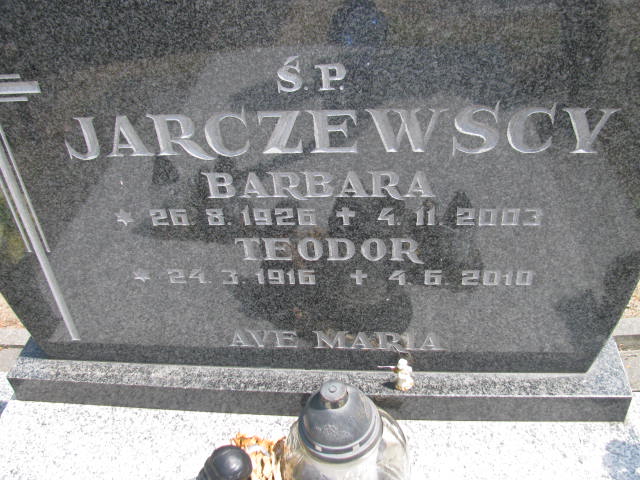 Ś.P.
JARCZEWSCY
BARBARA
* 26.8.1926 + 4.11.2003
TEODOR
* 24.3.1916 + 4.6.2010
AVE MARIA